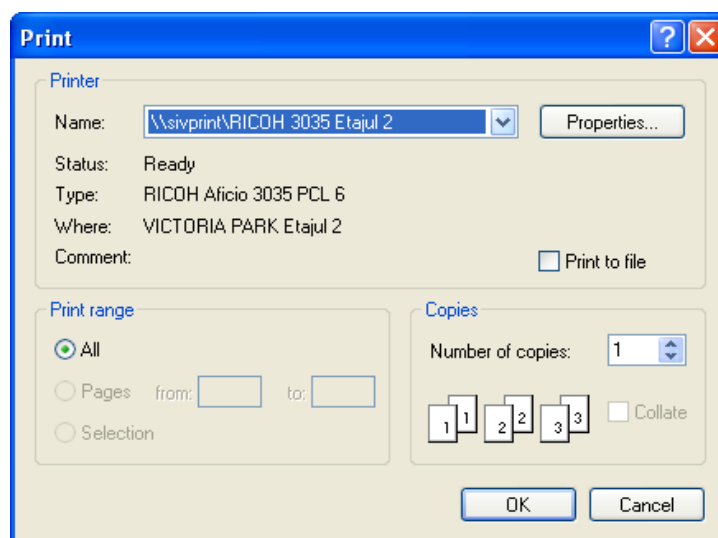 Print
Printer
Name: \\sivprint\RICOH 3035 Etajul 2 Properties...
Status: Ready
Type: RICOH Aficio 3035 PCL 6
Where: VICTORIA PARK Etajul 2
Comment: Print to file
Print range
All
Pages from: to:
Selection
Copies
Number of copies: 1
1 1 2 2 3 3 Collate
OK Cancel